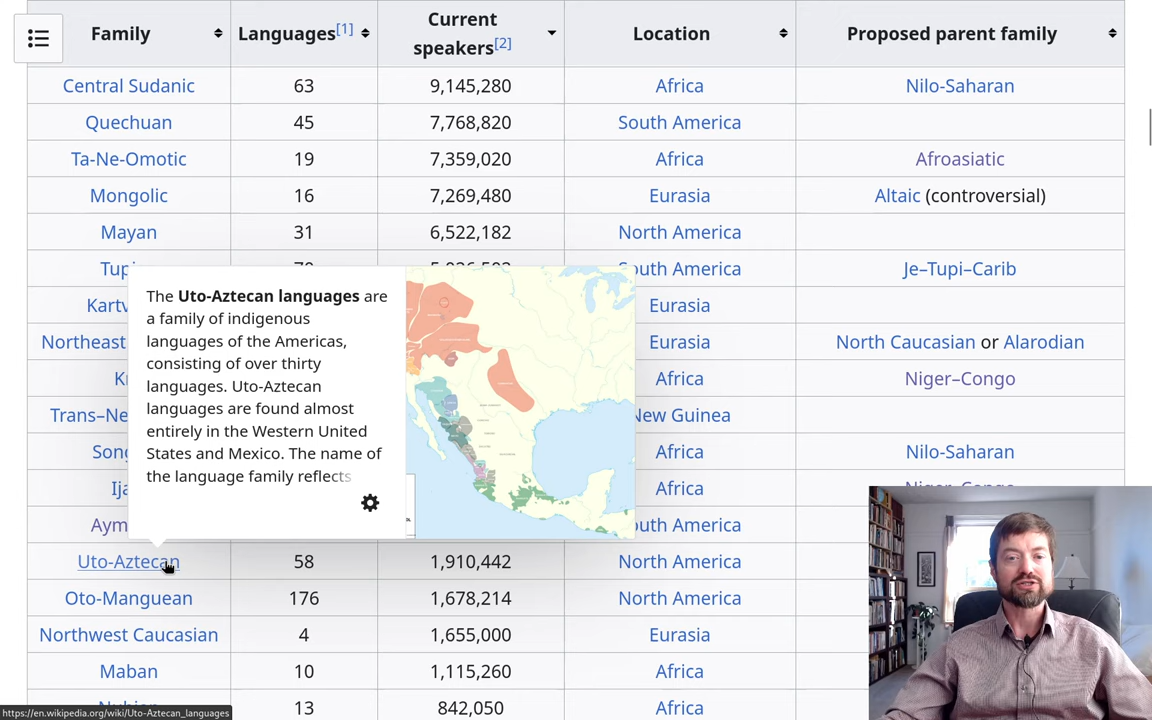 Family Languages[1] Current speakers[2] Location Proposed parent family
Central Sudanic 63 9,145,280 Africa Nilo-Saharan
Quechuan 45 7,768,820 South America
Ta-Ne-Omotic 19 7,359,020 Africa Afroasiatic
Mongolic 16 7,269,480 Eurasia Altaic (controversial)
Mayan 31 6,522,182 North America
South America Je–Tupi–Carib
Eurasia
Northeast Eurasia North Caucasian or Alarodian
Africa Niger–Congo
New Guinea
Africa Nilo-Saharan
Africa
South America
The Uto-Aztecan languages are
a family of indigenous
languages of the Americas,
consisting of over thirty
languages. Uto-Aztecan
languages are found almost
entirely in the Western United
States and Mexico. The name of
the language family reflects
Uto-Aztecan 58 1,910,442 North America
Oto-Manguean 176 1,678,214 North America
Northwest Caucasian 4 1,655,000 Eurasia
Maban 10 1,115,260 Africa
13 842,050 Africa
https://en.wikipedia.org/wiki/Uto-Aztecan_languages